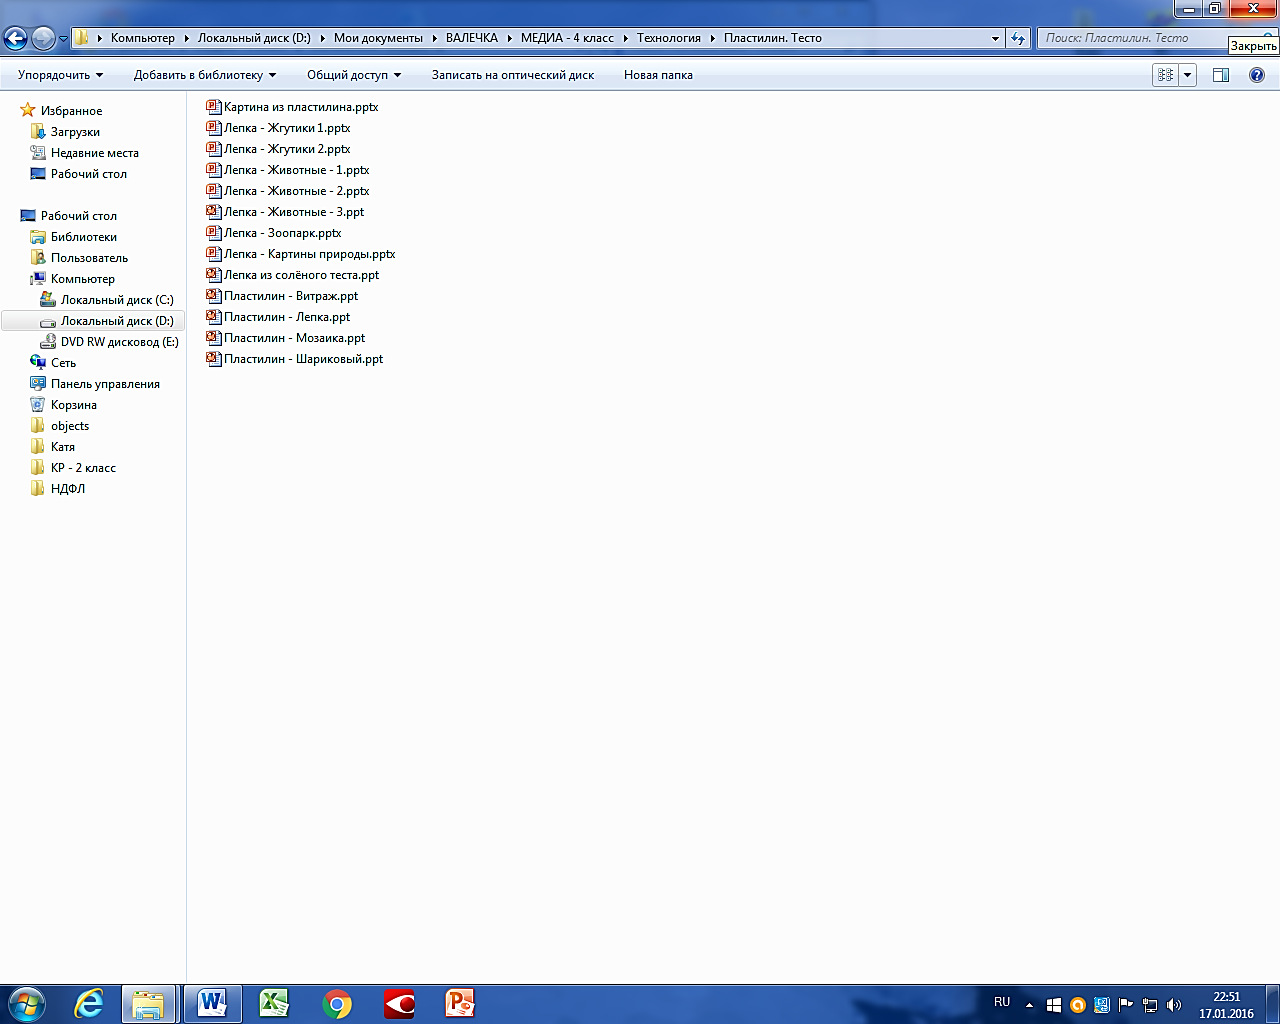 Компьютер Локальный диск (D:) Мои документы ВАЛЕЧКА МЕДИА - 4 класс Технология Пластилин. Тесто
Поиск: Пластилин. Тесто
Закрыть
Упорядочить Добавить в библиотеку Общий доступ Записать на оптический диск Новая папка
Избранное
Загрузки
Недавние места
Рабочий стол
Рабочий стол
Библиотеки
Пользователь
Компьютер
Локальный диск (C:)
Локальный диск (D:)
DVD RW дисковод (E:)
Сеть
Панель управления
Корзина
objects
Катя
КР - 2 класс
НДФЛ
Картина из пластилина.pptx
Лепка - Жгутики 1.pptx
Лепка - Жгутики 2.pptx
Лепка - Животные - 1.pptx
Лепка - Животные - 2.pptx
Лепка - Животные - 3.ppt
Лепка - Зоопарк.pptx
Лепка - Картины природы.pptx
Лепка из солёного теста.ppt
Пластилин - Витраж.ppt
Пластилин - Лепка.ppt
Пластилин - Мозаика.ppt
Пластилин - Шариковый.ppt
RU
22:51
17.01.2016